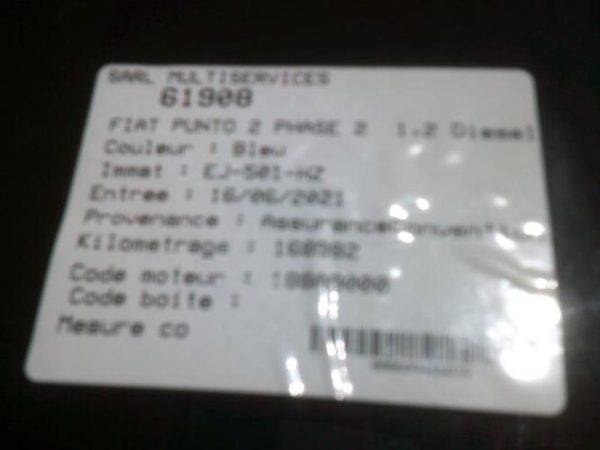 SARL MULTISERVICES
61908
FIAT PUNTO 2 PHASE 2 1.2 Diesel
Couleur : Bleu
Immat : EJ-501-HZ
Entree : 16/06/2021
Provenance :
Kilometrage : 168982
Code moteur :
Code boite :
Mesure co